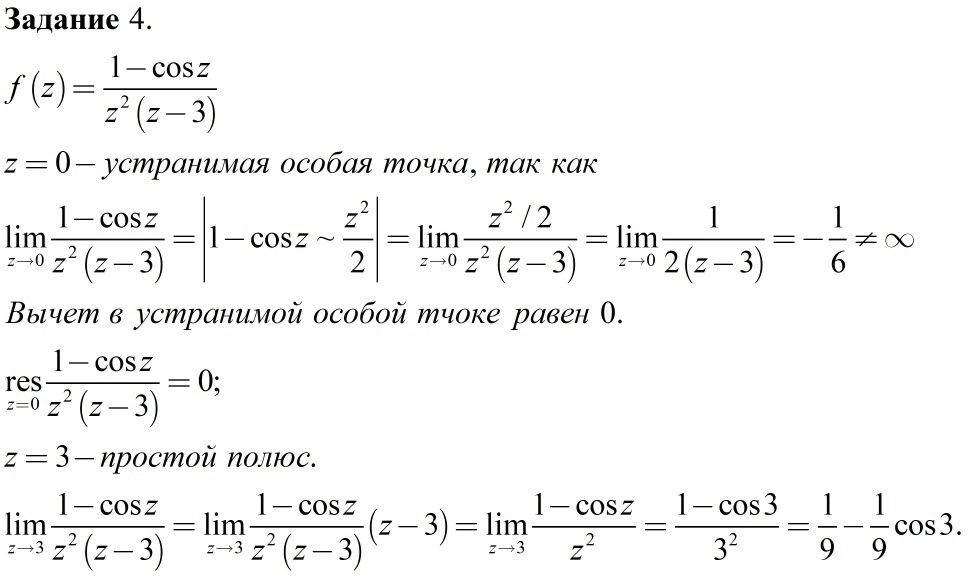 Задание 4.
f(z) = \frac{1 - \cos z}{z^2 (z - 3)}
z = 0 – устранимая особая точка, так как
\lim_{z \to 0} \frac{1 - \cos z}{z^2 (z - 3)} = \left| 1 - \cos z \sim \frac{z^2}{2} \right| = \lim_{z \to 0} \frac{z^2 / 2}{z^2 (z - 3)} = \lim_{z \to 0} \frac{1}{2(z - 3)} = -\frac{1}{6} \neq \infty
Вычет в устранимой особой тчоке равен 0.
\operatorname{res}_{z=0} \frac{1 - \cos z}{z^2 (z - 3)} = 0;
z = 3 – простой полюс.
\lim_{z \to 3} \frac{1 - \cos z}{z^2 (z - 3)} = \lim_{z \to 3} \frac{1 - \cos z}{z^2 (z - 3)} (z - 3) = \lim_{z \to 3} \frac{1 - \cos z}{z^2} = \frac{1 - \cos 3}{3^2} = \frac{1}{9} - \frac{1}{9} \cos 3.